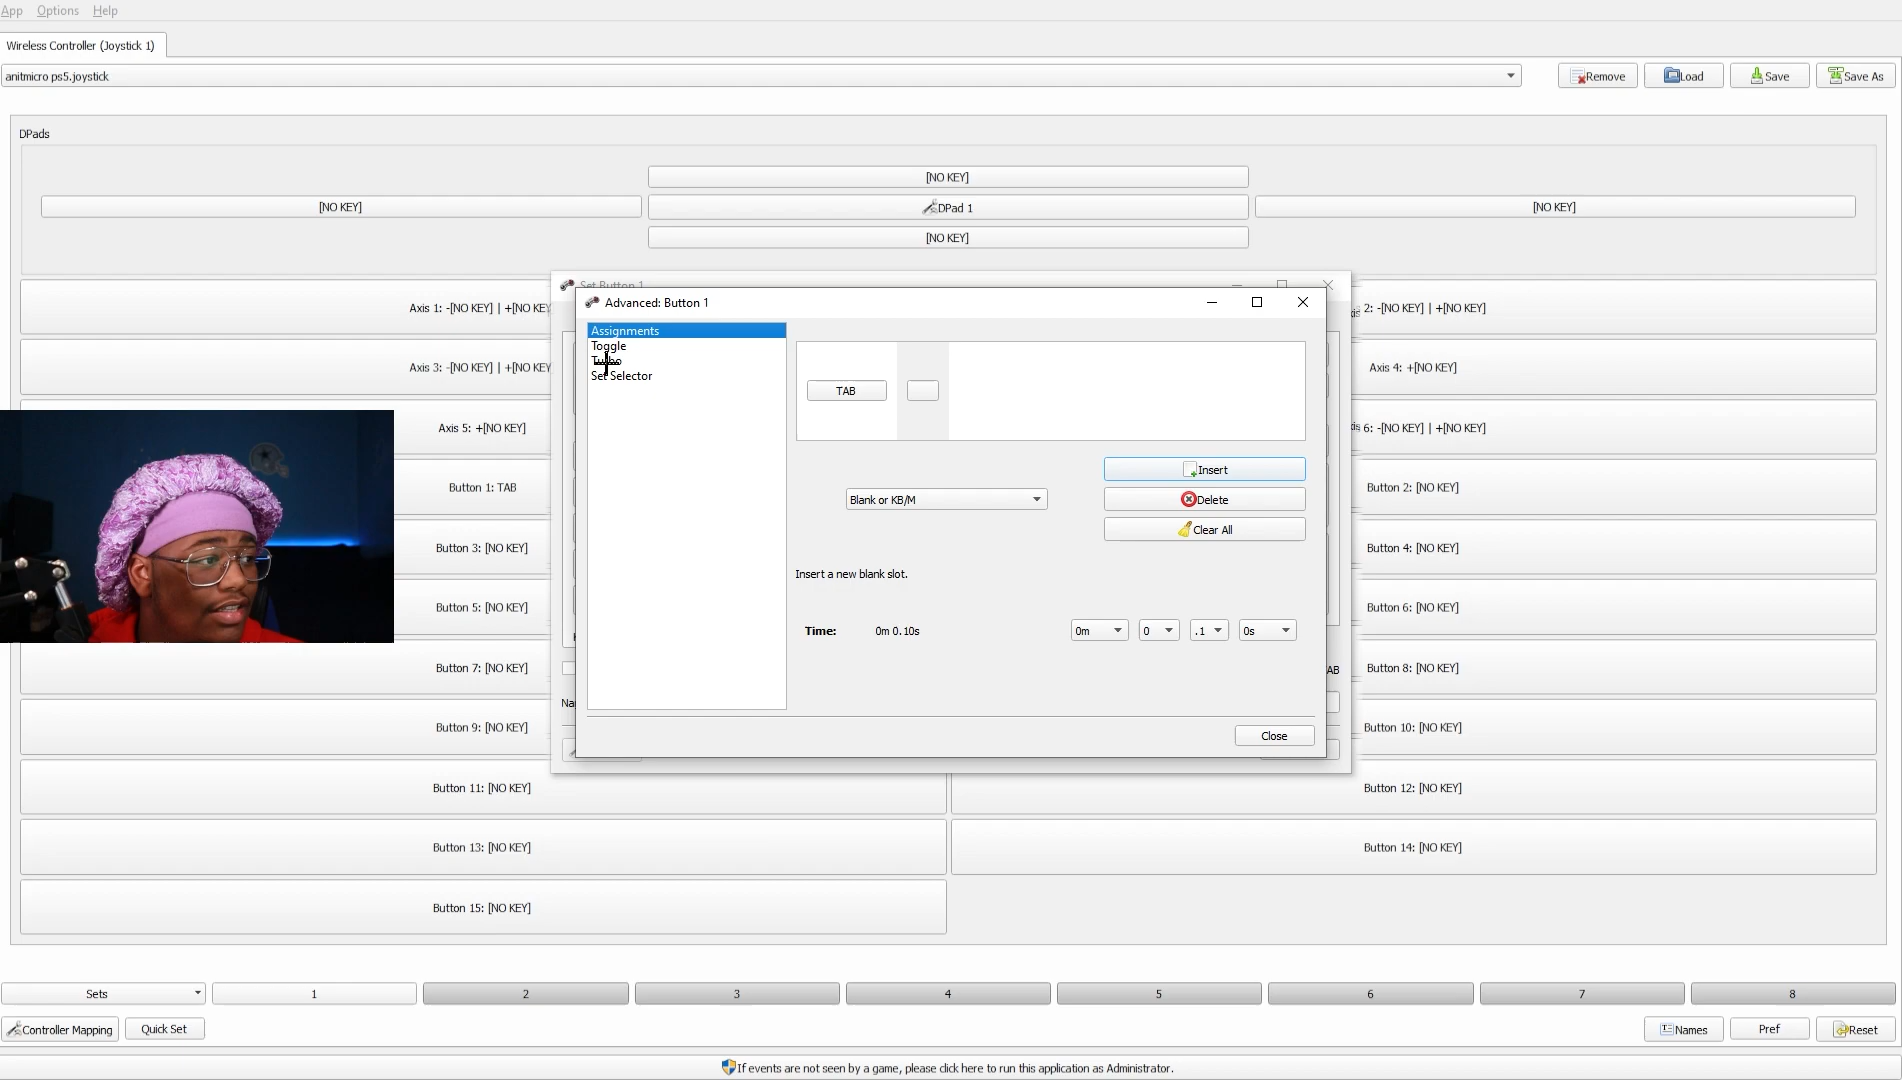 App Options Help
Wireless Controller (Joystick 1)
anitmicro ps5.joystick
Remove Load Save Save As
DPads
[NO KEY]
[NO KEY] DPad 1 [NO KEY]
[NO KEY]
Set Button 1
Advanced: Button 1
Axis 1: -[NO KEY] | +[NO KEY 2: -[NO KEY] | +[NO KEY]
Assignments
Toggle
Turbo
Set Selector
Axis 3: -[NO KEY] | +[NO KEY Axis 4: +[NO KEY]
TAB
Axis 5: +[NO KEY] 6: -[NO KEY] | +[NO KEY]
Insert
Button 1: TAB Button 2: [NO KEY]
Blank or KB/M Delete
Clear All
Button 3: [NO KEY] Button 4: [NO KEY]
Insert a new blank slot.
Button 5: [NO KEY] Button 6: [NO KEY]
Time: 0m 0.10s 0m 0 .1 0s
Button 7: [NO KEY] AB Button 8: [NO KEY]
Button 9: [NO KEY] Button 10: [NO KEY]
Close
Button 11: [NO KEY] Button 12: [NO KEY]
Button 13: [NO KEY] Button 14: [NO KEY]
Button 15: [NO KEY]
Sets 1 2 3 4 5 6 7 8
Controller Mapping Quick Set Names Pref Reset
If events are not seen by a game, please click here to run this application as Administrator.